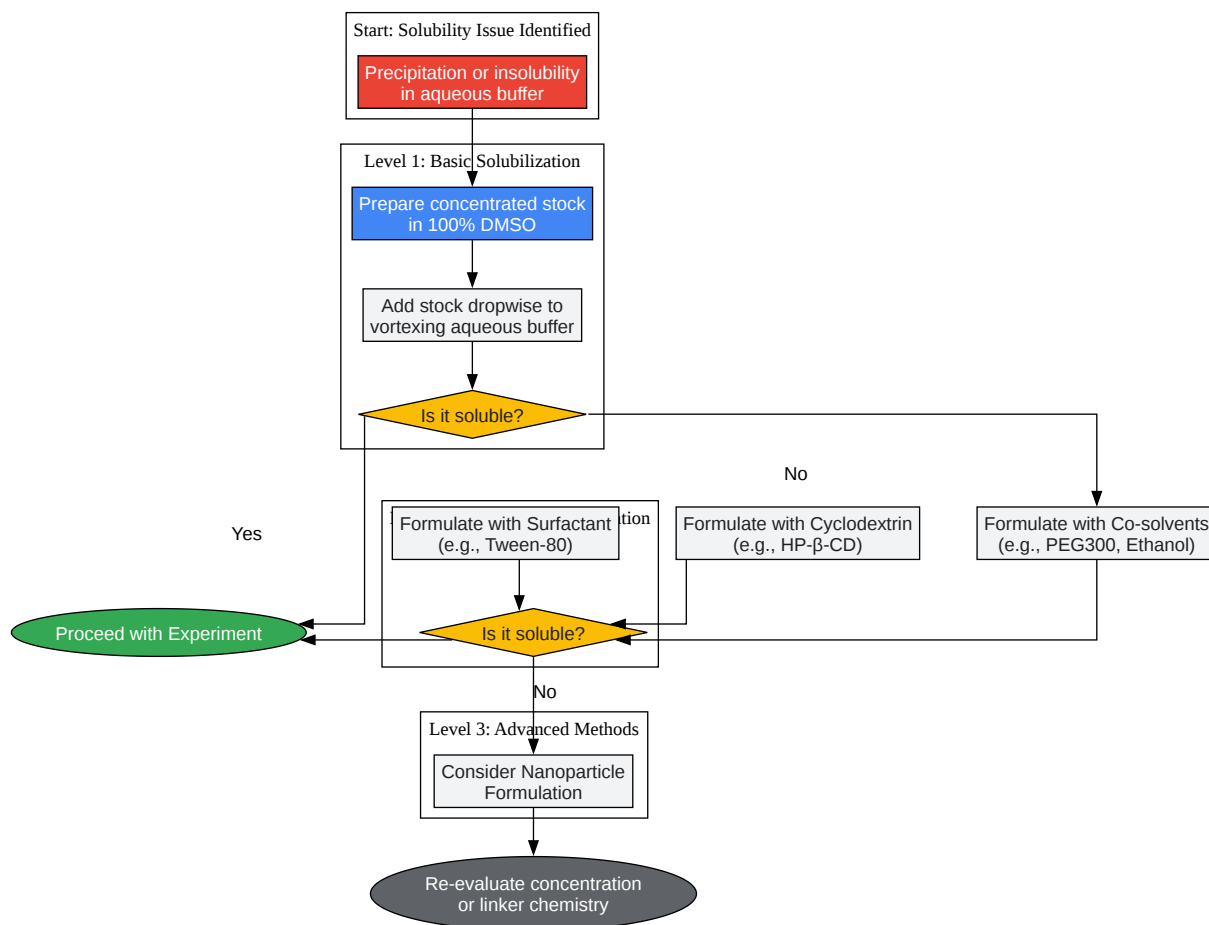 Start: Solubility Issue Identified
Precipitation or insolubility
in aqueous buffer
Level 1: Basic Solubilization
Prepare concentrated stock
in 100% DMSO
Add stock dropwise to
vortexing aqueous buffer
Is it soluble?
No
Yes
Formulate with Surfactant
(e.g., Tween-80)
Formulate with Cyclodextrin
(e.g., HP-β-CD)
Formulate with Co-solvents
(e.g., PEG300, Ethanol)
Proceed with Experiment
Is it soluble?
No
Level 3: Advanced Methods
Consider Nanoparticle
Formulation
Re-evaluate concentration
or linker chemistry